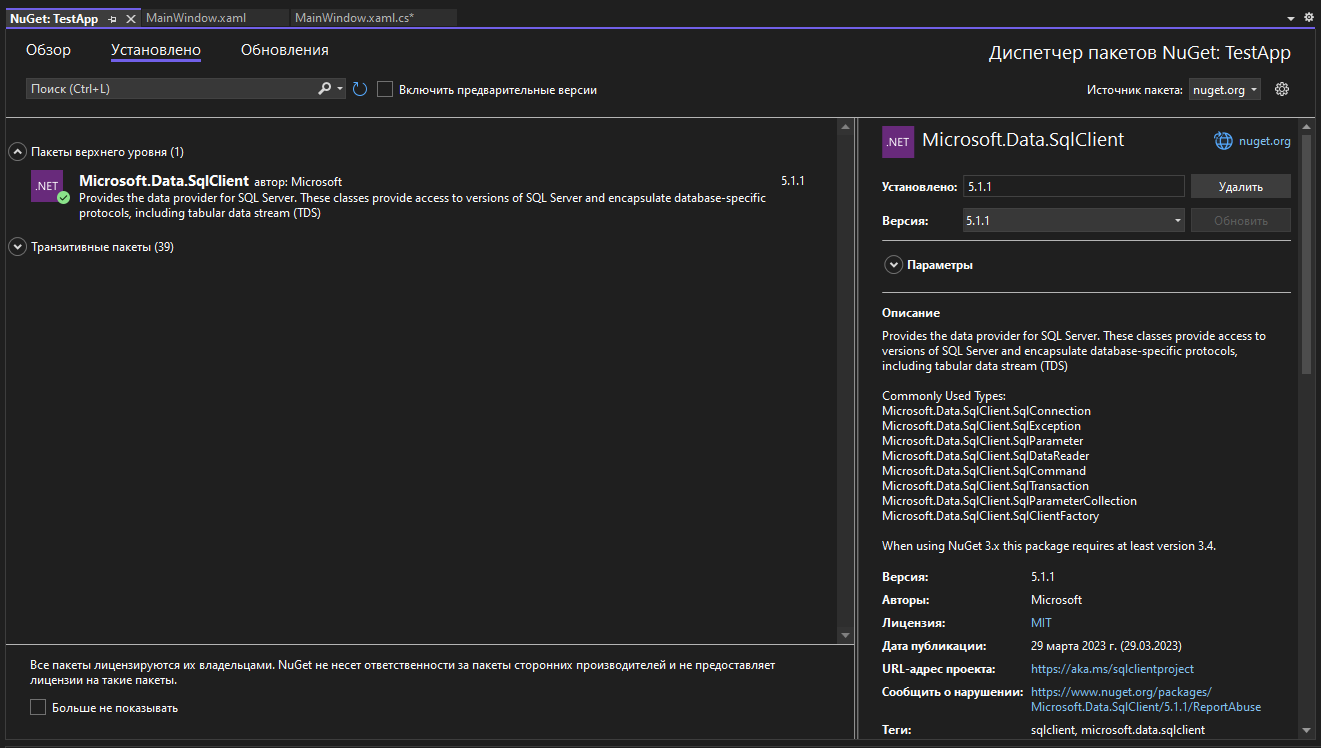 NuGet: TestApp
MainWindow.xaml
MainWindow.xaml.cs*
Обзор
Установлено
Обновления
Диспетчер пакетов NuGet: TestApp
Поиск (Ctrl+L)
Включить предварительные версии
Источник пакета:
nuget.org
Пакеты верхнего уровня (1)
.NET
Microsoft.Data.SqlClient автор: Microsoft
5.1.1
Provides the data provider for SQL Server. These classes provide access to versions of SQL Server and encapsulate database-specific
protocols, including tabular data stream (TDS)
Транзитивные пакеты (39)
Все пакеты лицензируются их владельцами. NuGet не несет ответственности за пакеты сторонних производителей и не предоставляет
лицензии на такие пакеты.
Больше не показывать
.NET
Microsoft.Data.SqlClient
nuget.org
Установлено:
5.1.1
Удалить
Версия:
5.1.1
Обновить
Параметры
Описание
Provides the data provider for SQL Server. These classes provide access to
versions of SQL Server and encapsulate database-specific protocols,
including tabular data stream (TDS)
Commonly Used Types:
Microsoft.Data.SqlClient.SqlConnection
Microsoft.Data.SqlClient.SqlException
Microsoft.Data.SqlClient.SqlParameter
Microsoft.Data.SqlClient.SqlDataReader
Microsoft.Data.SqlClient.SqlCommand
Microsoft.Data.SqlClient.SqlTransaction
Microsoft.Data.SqlClient.SqlParameterCollection
Microsoft.Data.SqlClient.SqlClientFactory
When using NuGet 3.x this package requires at least version 3.4.
Версия: 5.1.1
Авторы: Microsoft
Лицензия: MIT
Дата публикации: 29 марта 2023 г. (29.03.2023)
URL-адрес проекта: https://aka.ms/sqlclientproject
Сообщить о нарушении: https://www.nuget.org/packages/
Microsoft.Data.SqlClient/5.1.1/ReportAbuse
Теги: sqlclient, microsoft.data.sqlclient